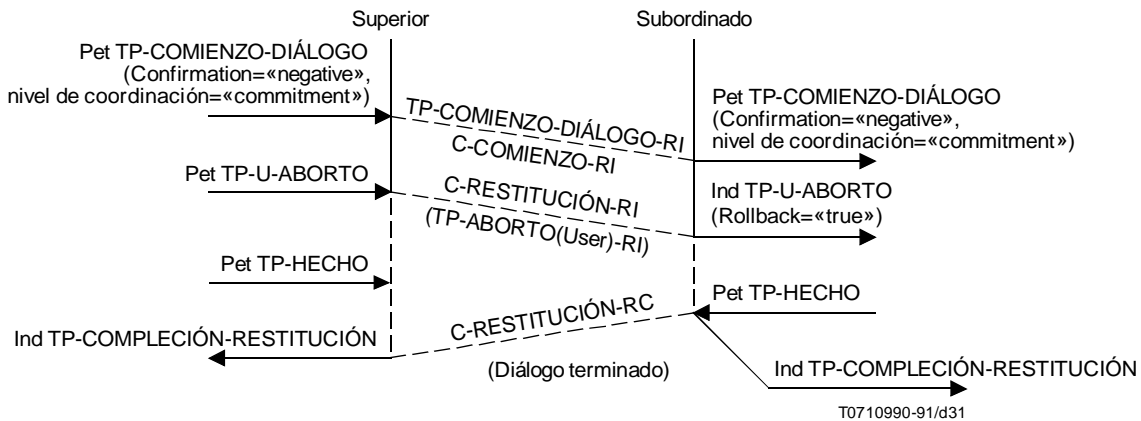 Superior
Subordinado
Pet TP-COMIENZO-DIÁLOGO
(Confirmation=«negative»,
nivel de coordinación=«commitment»)
TP-COMIENZO-DIÁLOGO-RI
C-COMIENZO-RI
Pet TP-COMIENZO-DIÁLOGO
(Confirmation=«negative»,
nivel de coordinación=«commitment»)
Pet TP-U-ABORTO
C-RESTITUCIÓN-RI
(TP-ABORTO(User)-RI)
Ind TP-U-ABORTO
(Rollback=«true»)
Pet TP-HECHO
Pet TP-HECHO
C-RESTITUCIÓN-RC
Ind TP-COMPLECIÓN-RESTITUCIÓN
(Diálogo terminado)
Ind TP-COMPLECIÓN-RESTITUCIÓN
T0710990-91/d31